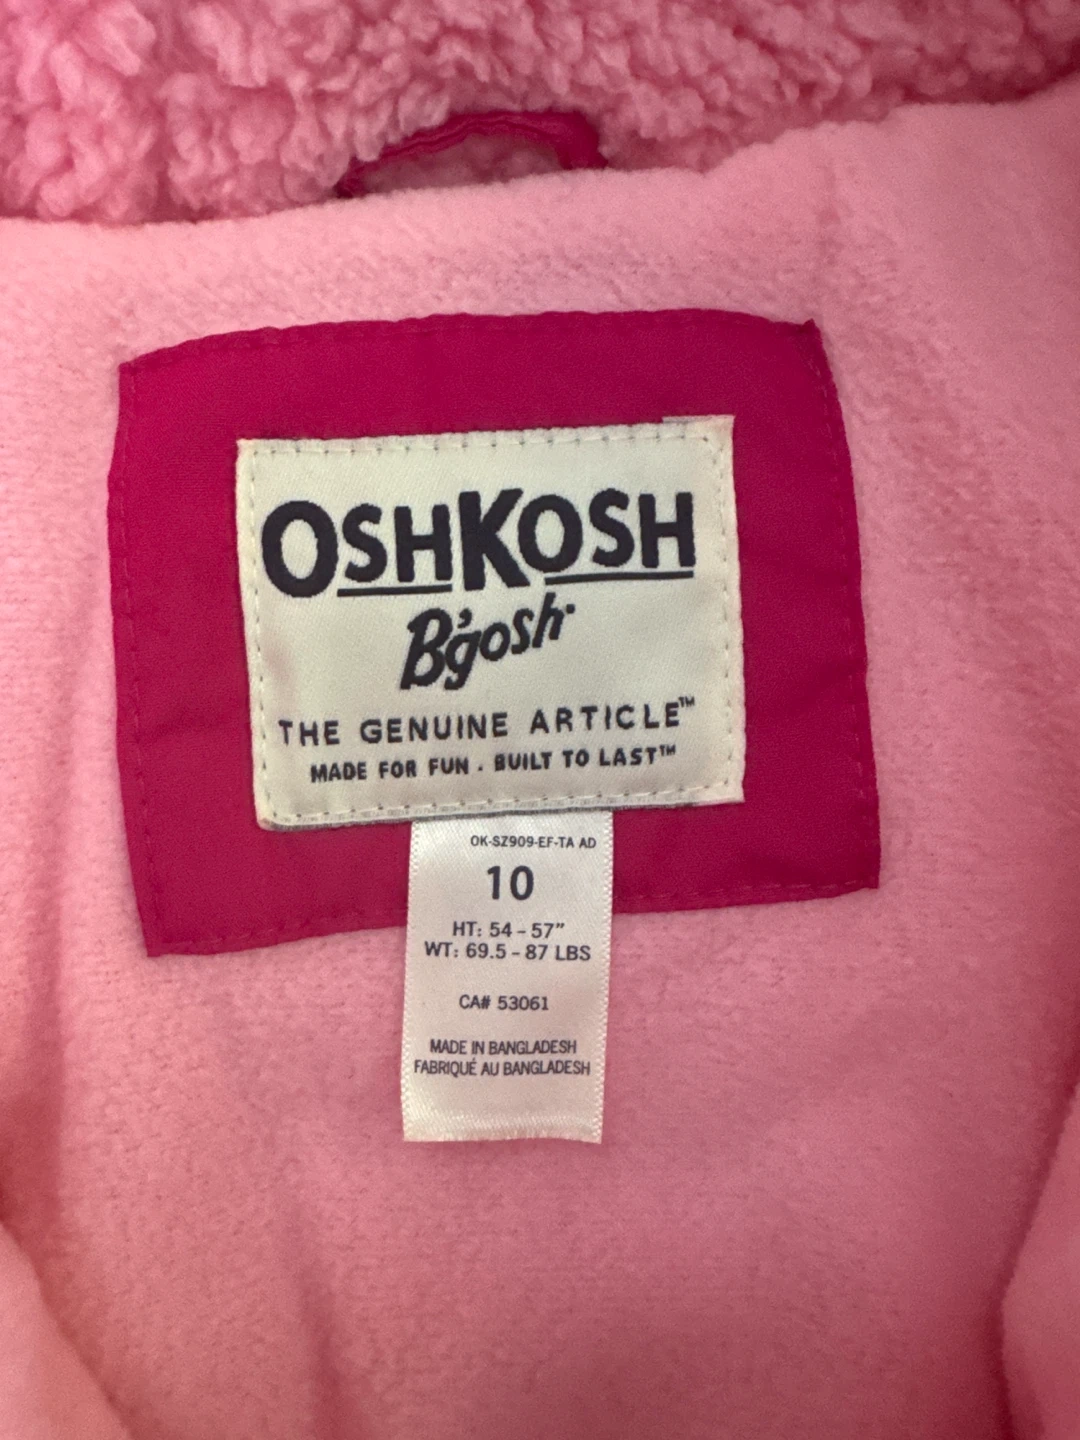 OSHKOSH
B'gosh
THE GENUINE ARTICLE™
MADE FOR FUN . BUILT TO LAST™
OK-SZ909-EF-TA AD
10
HT: 54 – 57"
WT: 69.5 – 87 LBS
CA# 53061
MADE IN BANGLADESH
FABRIQUÉ AU BANGLADESH